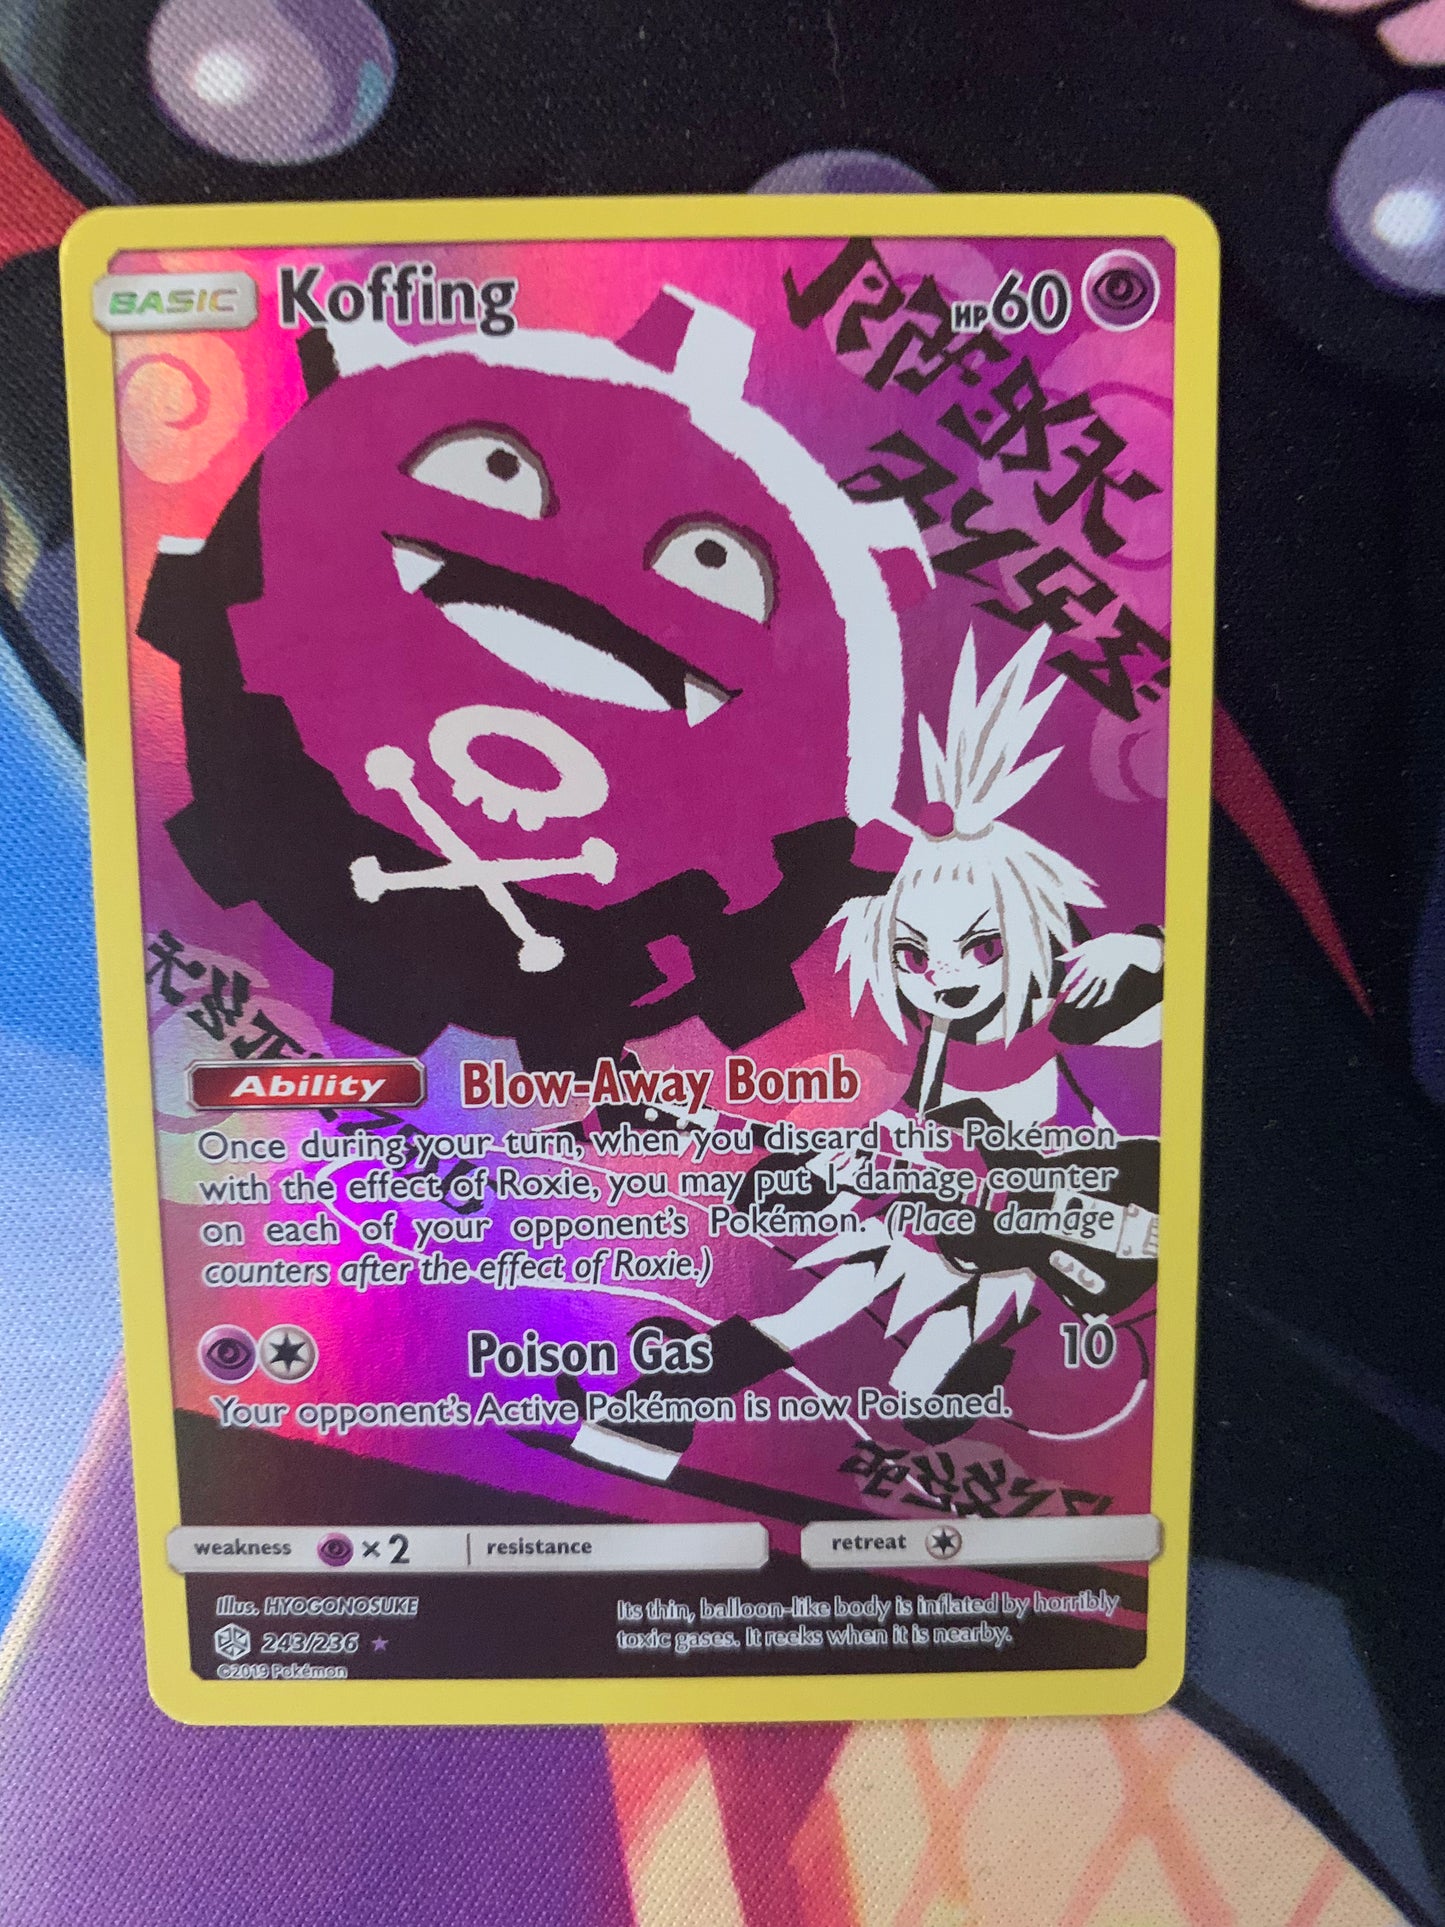 BASIC Koffing HP 60
Ability Blow-Away Bomb
Once during your turn, when you discard this Pokémon
with the effect of Roxie, you may put 1 damage counter
on each of your opponent's Pokémon. (Place damage
counters after the effect of Roxie.)
Poison Gas 10
Your opponent's Active Pokémon is now Poisoned.
weakness × 2 resistance retreat
Illus. HYOGONOSUKE
243/236
©2019 Pokémon
Its thin, balloon-like body is inflated by horribly
toxic gases. It reeks when it is nearby.